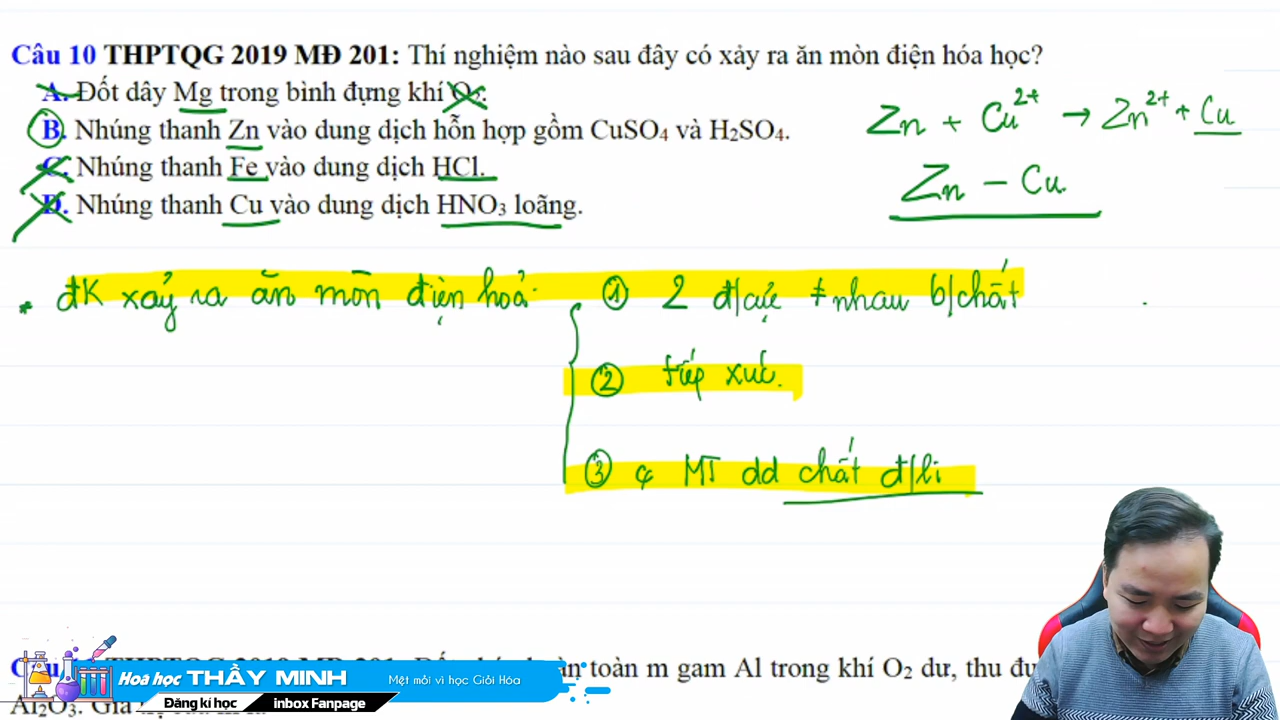 Câu 10 THPTQG 2019 MĐ 201: Thí nghiệm nào sau đây có xảy ra ăn mòn điện hóa học?
A. Đốt dây Mg trong bình đựng khí O₂.
B. Nhúng thanh Zn vào dung dịch hỗn hợp gồm CuSO₄ và H₂SO₄.
C. Nhúng thanh Fe vào dung dịch HCl.
D. Nhúng thanh Cu vào dung dịch HNO₃ loãng.
Zn + Cu²⁺ → Zn²⁺ + Cu
Zn – Cu
* đk xảy ra ăn mòn điện hoá: ① 2 đ/cực ≠ nhau b/chất
② tiếp xúc.
③ MT dd chất đ/li
THPTQG 2019 MĐ 201: toàn m gam Al trong khí O₂ dư, thu
Al₂O₃.
Hoá học THẦY MINH
Mệt mỏi vì học Giỏi Hóa
Đăng kí học
inbox Fanpage